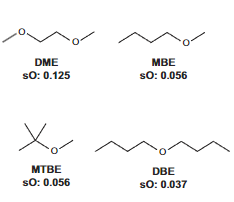 O
O
DME
sO: 0.125
O
MBE
sO: 0.056
O
MTBE
sO: 0.056
O
DBE
sO: 0.037